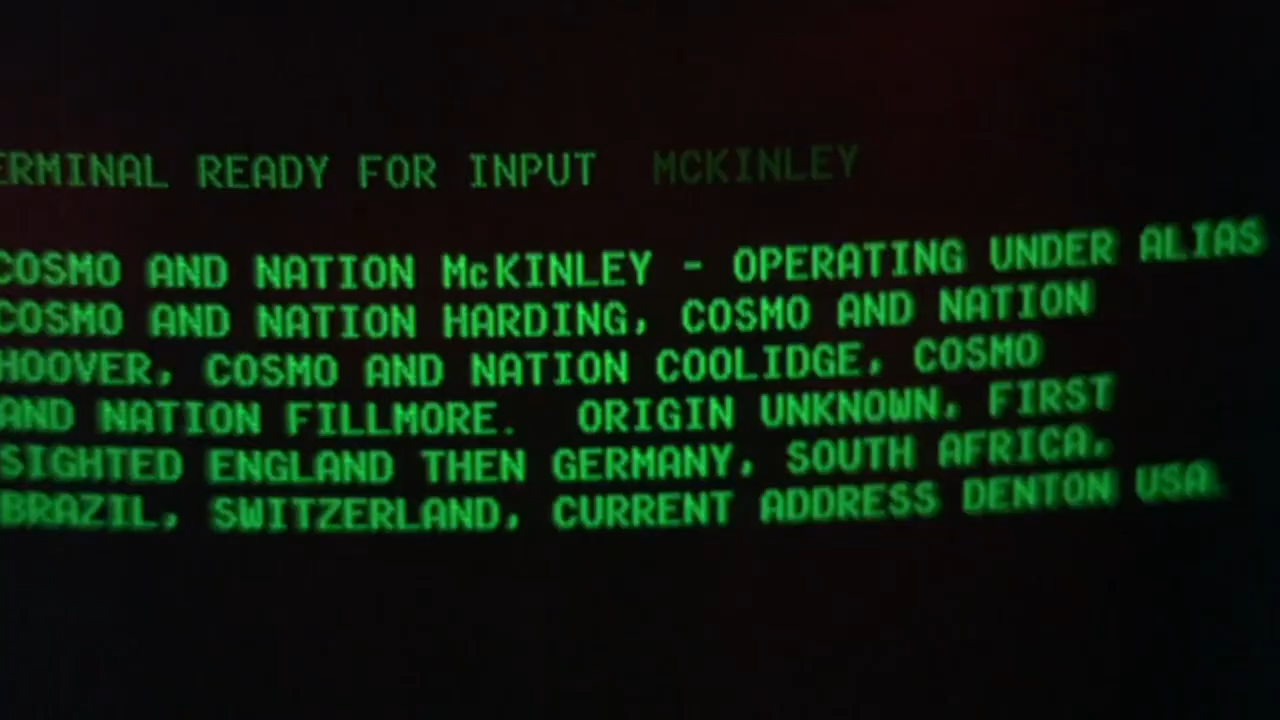 ERMINAL READY FOR INPUT MCKINLEY
COSMO AND NATION McKINLEY - OPERATING UNDER ALIAS
COSMO AND NATION HARDING, COSMO AND NATION
HOOVER, COSMO AND NATION COOLIDGE, COSMO
AND NATION FILLMORE. ORIGIN UNKNOWN, FIRST
SIGHTED ENGLAND THEN GERMANY, SOUTH AFRICA,
BRAZIL, SWITZERLAND, CURRENT ADDRESS DENTON USA.